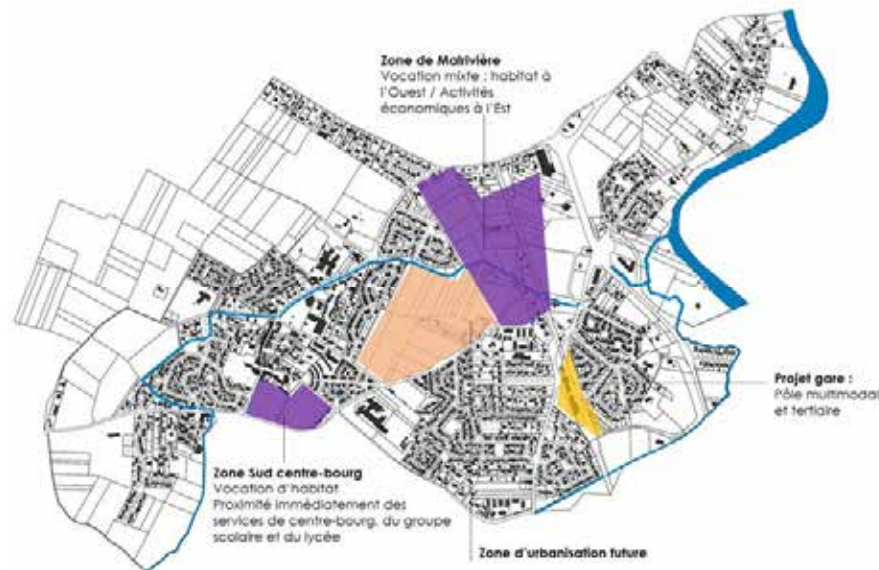 Zone de Malrivière
Vocation mixte : habitat à
l'Ouest / Activités
économiques à l'Est
Projet gare :
Pôle multimodal
et tertiaire
Zone Sud centre-bourg
Vocation d'habitat
Proximité immédiatement des
services de centre-bourg, du groupe
scolaire et du lycée
Zone d'urbanisation future